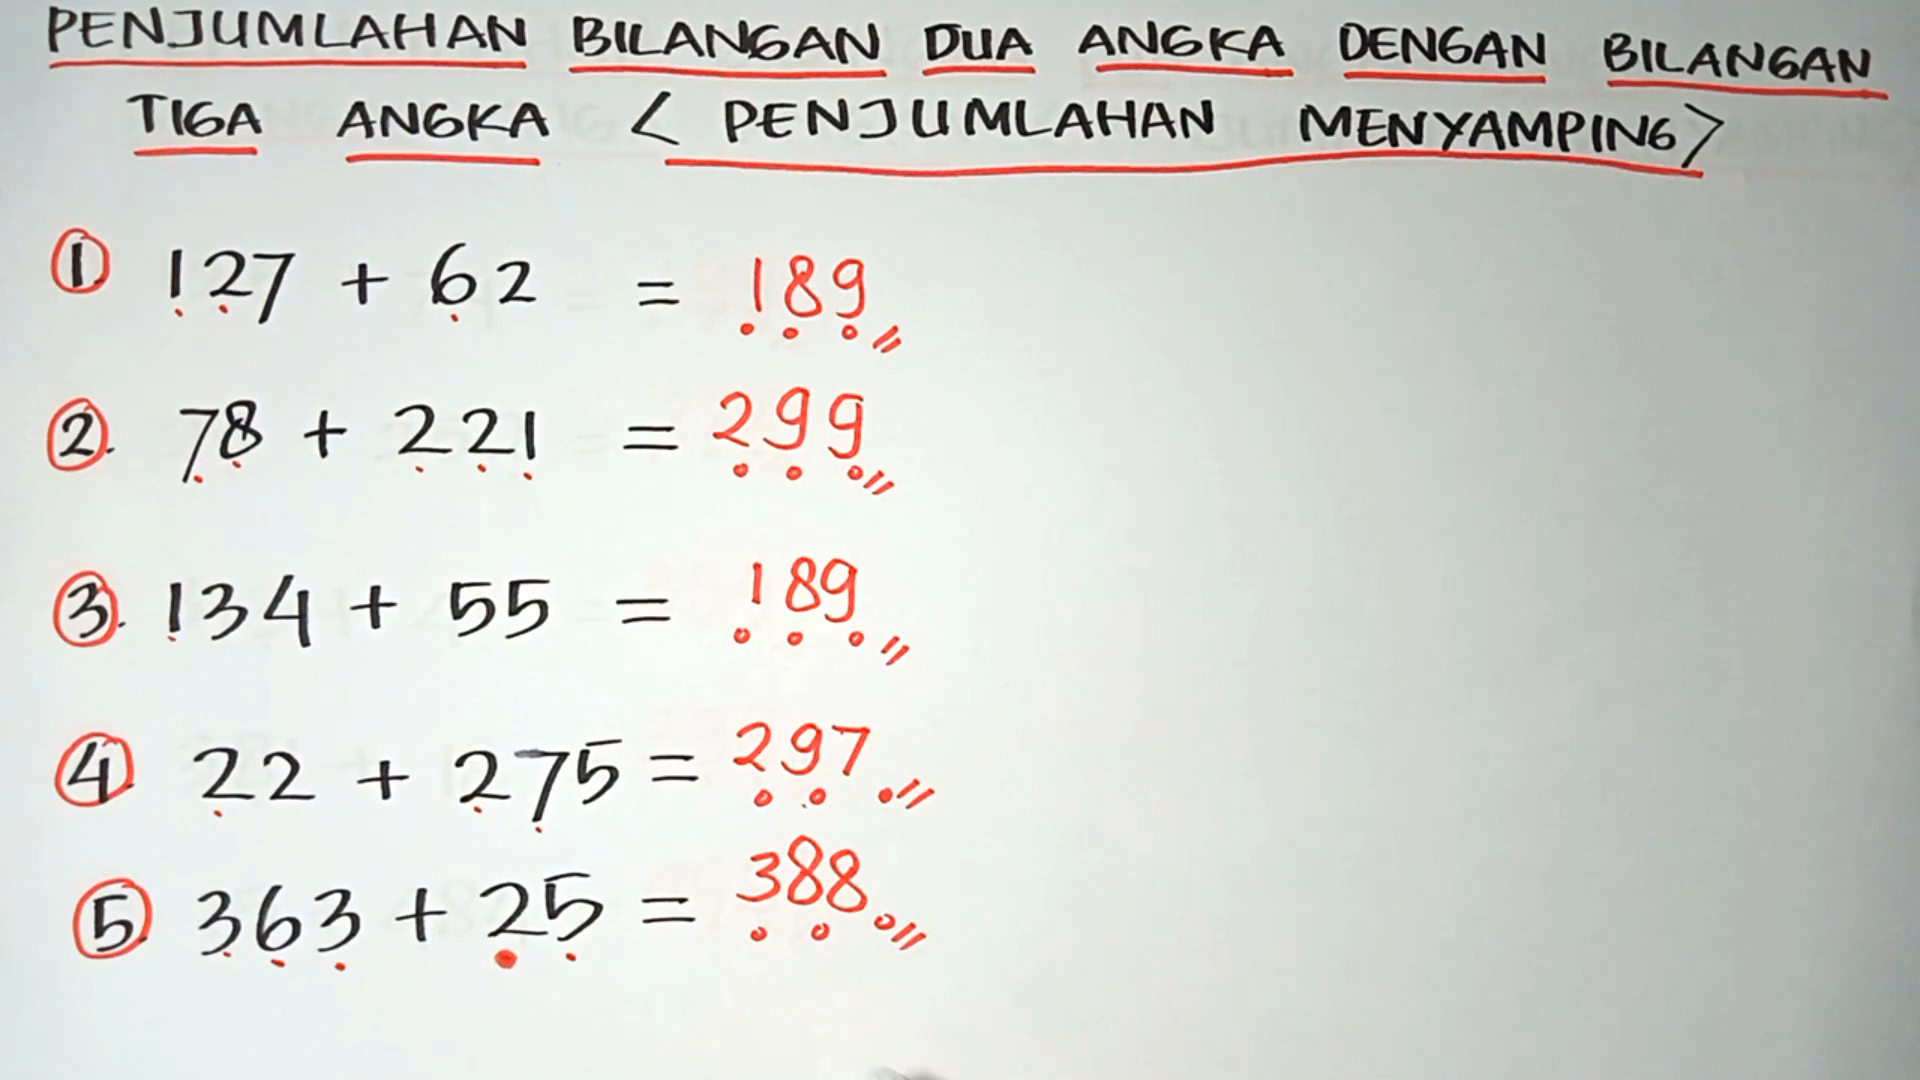 PENJUMLAHAN BILANGAN DUA ANGKA DENGAN BILANGAN
TIGA ANGKA < PENJUMLAHAN MENYAMPING>
1. 127 + 62 = 189
2. 78 + 221 = 299
3. 134 + 55 = 189
4. 22 + 275 = 297
5. 363 + 25 = 388